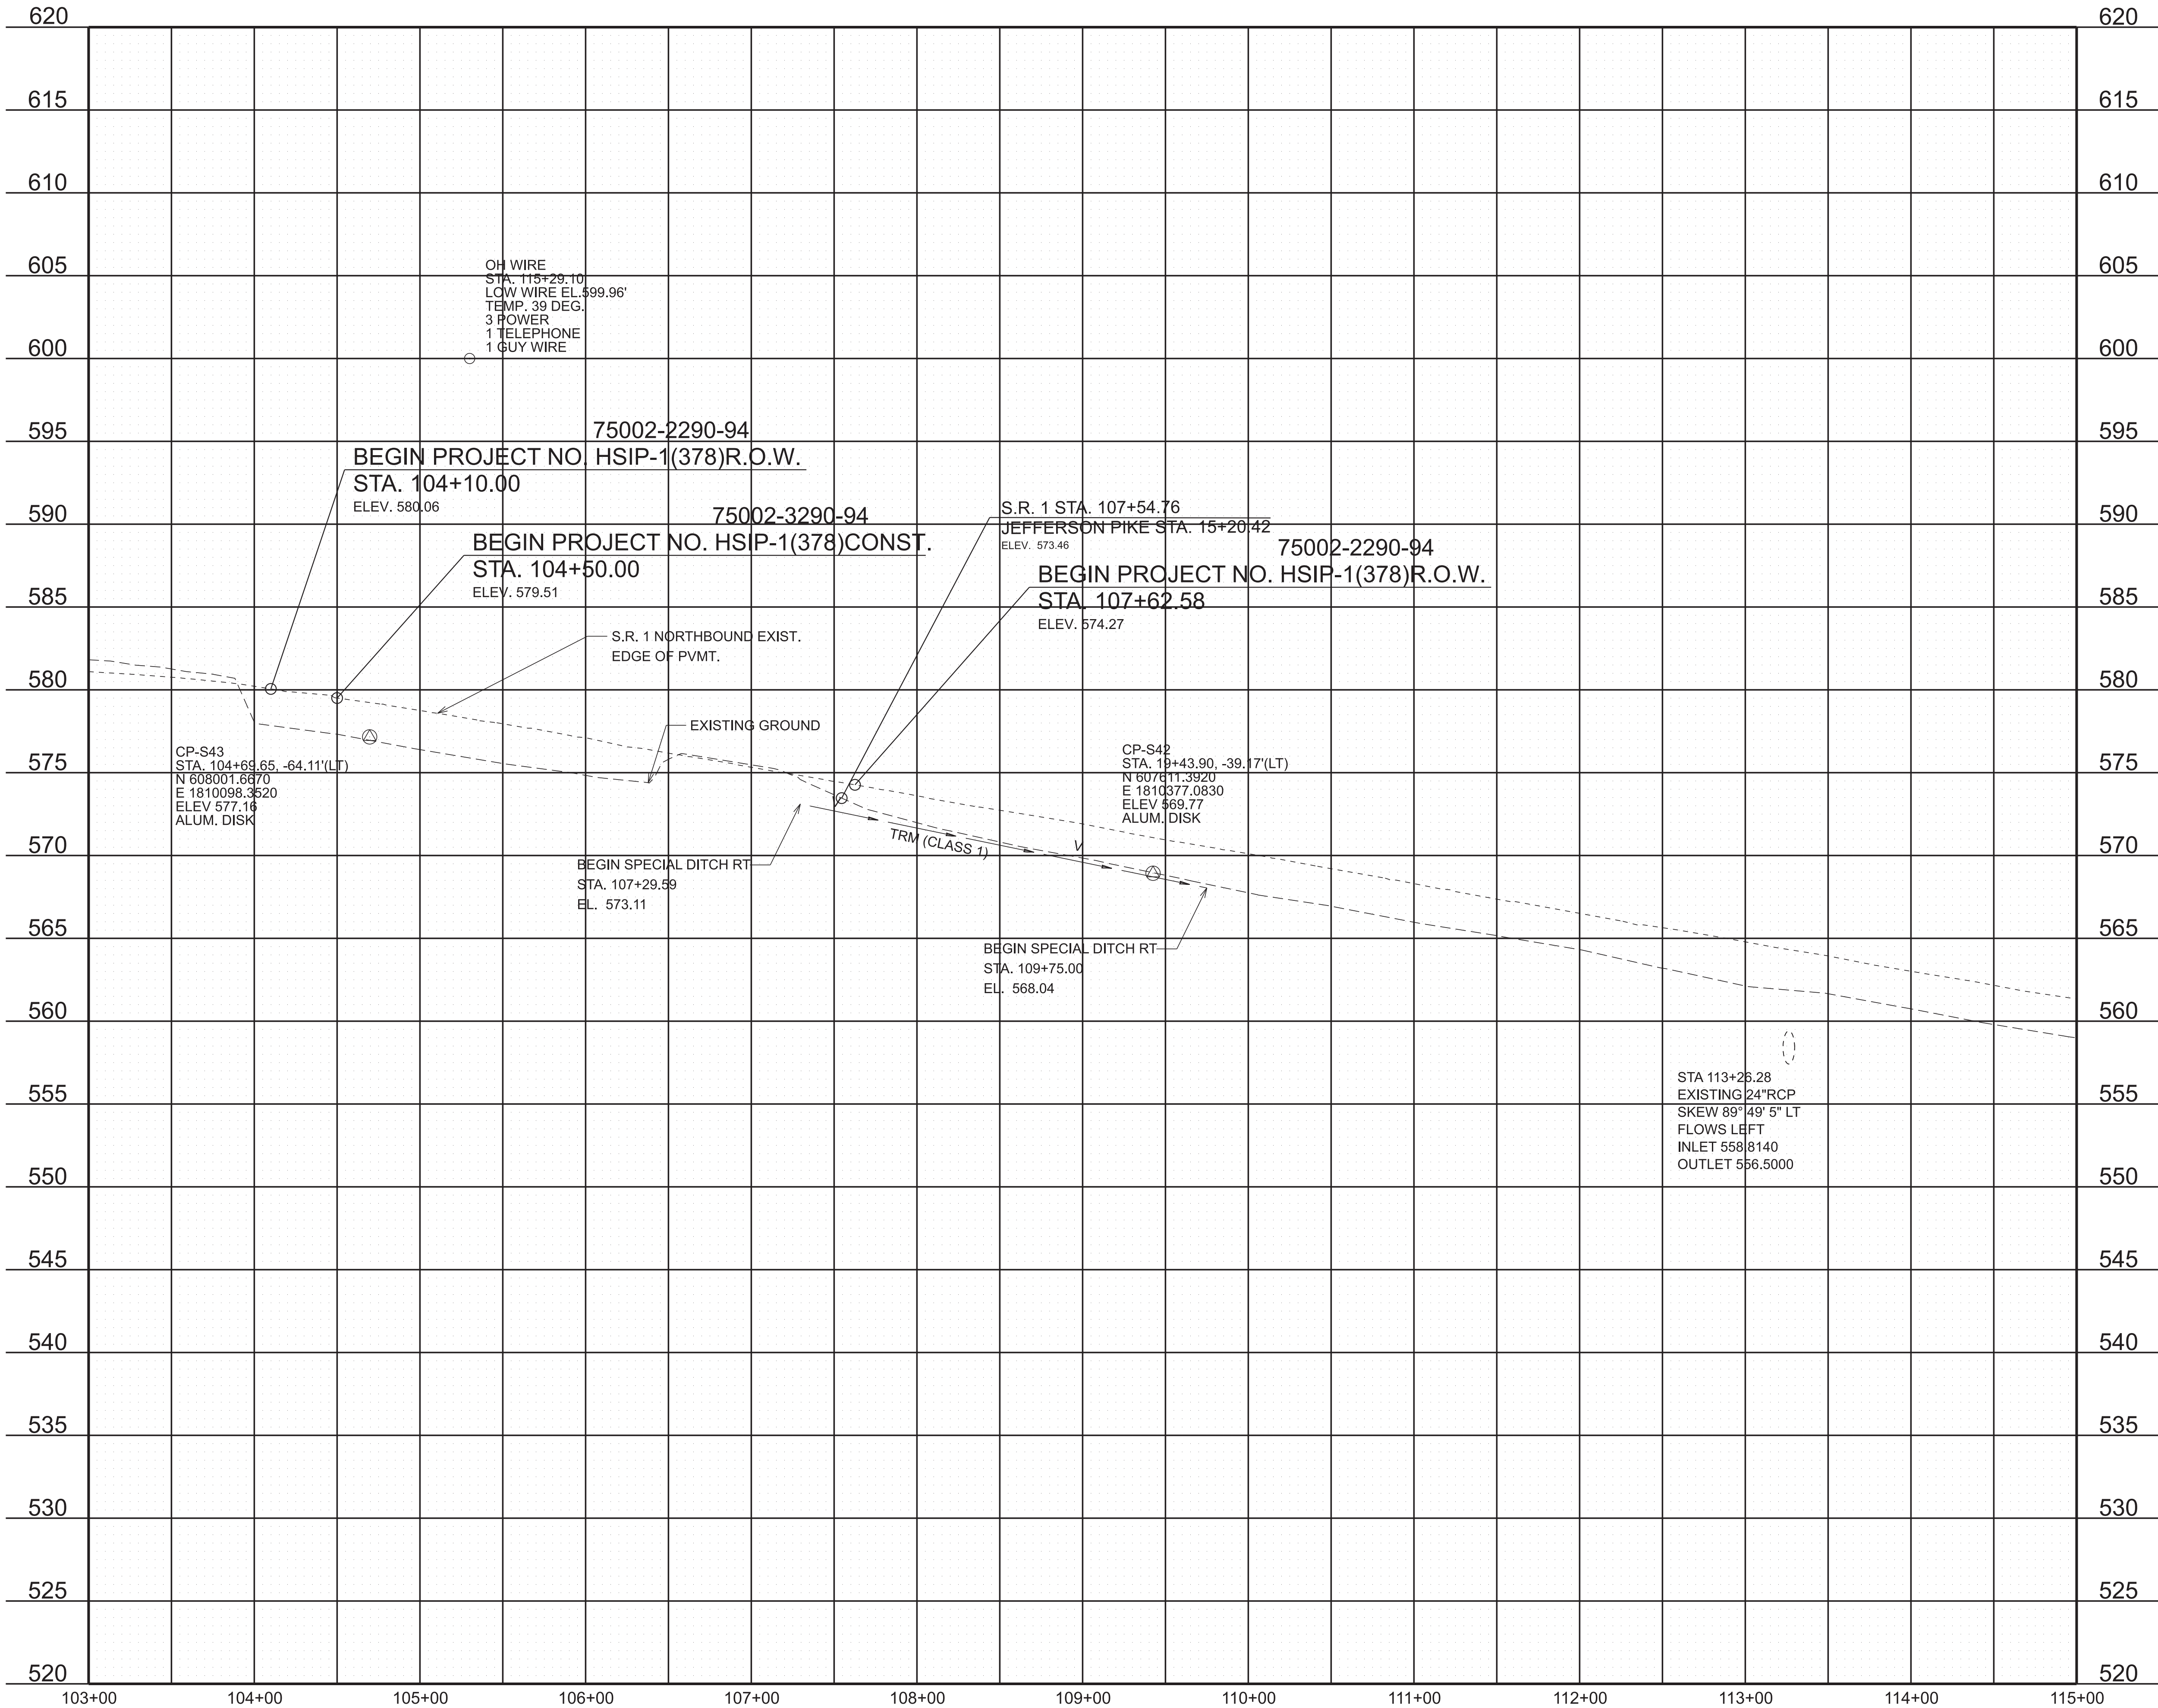 620 620
615 615
610 610
605 605
OH WIRE
STA. 115+29.10
LOW WIRE EL.599.96'
TEMP. 39 DEG.
3 POWER
1 TELEPHONE
1 GUY WIRE
600 600
595 595
75002-2290-94
BEGIN PROJECT NO. HSIP-1(378)R.O.W.
STA. 104+10.00
ELEV. 580.06
590 590
75002-3290-94
BEGIN PROJECT NO. HSIP-1(378)CONST.
STA. 104+50.00
ELEV. 579.51
S.R. 1 STA. 107+54.76
JEFFERSON PIKE STA. 15+20.42
ELEV. 573.46
75002-2290-94
BEGIN PROJECT NO. HSIP-1(378)R.O.W.
STA. 107+62.58
ELEV. 574.27
585 585
S.R. 1 NORTHBOUND EXIST.
EDGE OF PVMT.
580 580
EXISTING GROUND
575 575
CP-S43
STA. 104+69.65, -64.11'(LT)
N 608001.6670
E 1810098.3520
ELEV 577.16
ALUM. DISK
CP-S42
STA. 19+43.90, -39.17'(LT)
N 607611.3920
E 1810377.0830
ELEV 569.77
ALUM. DISK
TRM (CLASS 1)
V
570 570
BEGIN SPECIAL DITCH RT
STA. 107+29.59
EL. 573.11
565 565
BEGIN SPECIAL DITCH RT
STA. 109+75.00
EL. 568.04
560 560
555 555
STA 113+26.28
EXISTING 24"RCP
SKEW 89° 49' 5" LT
FLOWS LEFT
INLET 558.8140
OUTLET 556.5000
550 550
545 545
540 540
535 535
530 530
525 525
520 520
103+00 104+00 105+00 106+00 107+00 108+00 109+00 110+00 111+00 112+00 113+00 114+00 115+00